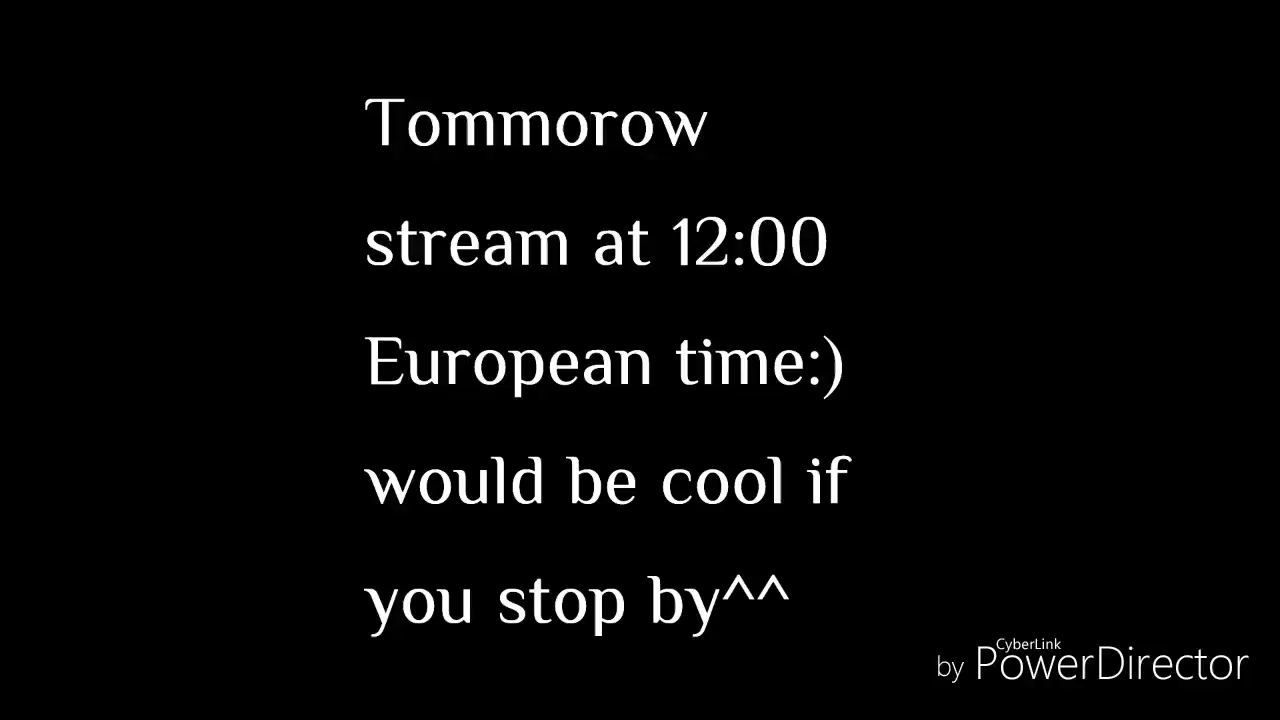 Tommorow
stream at 12:00
European time:)
would be cool if
you stop by^^
CyberLink
by PowerDirector